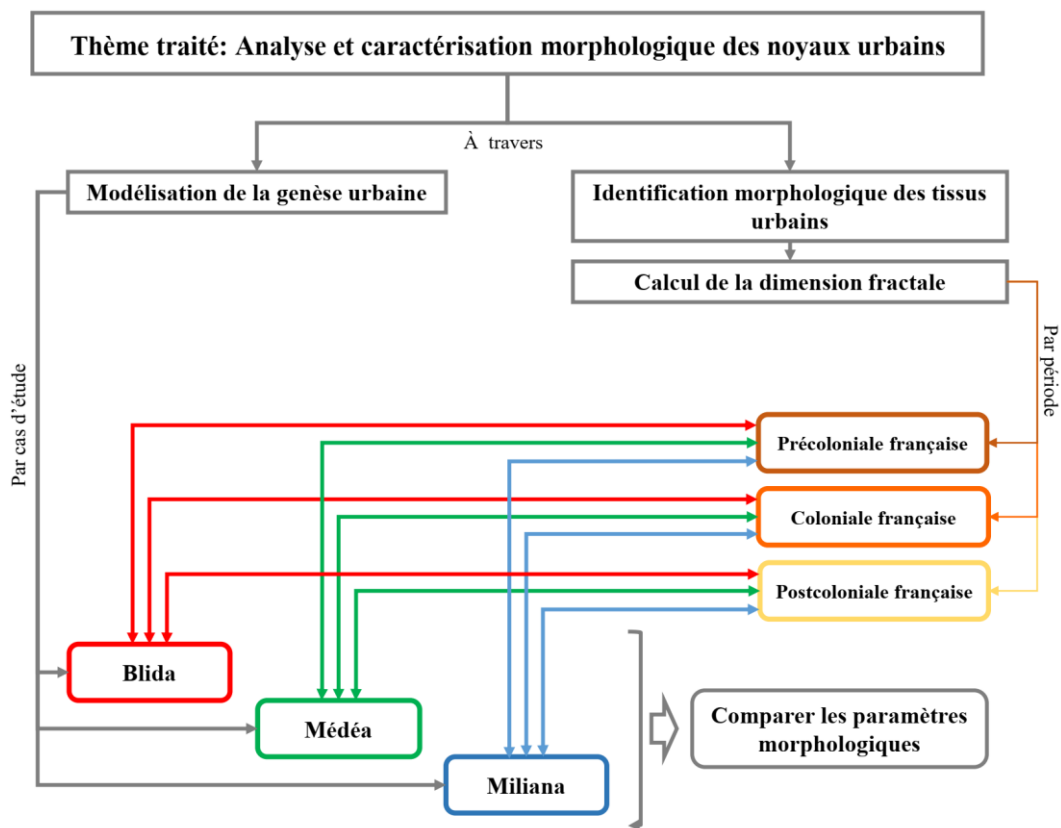 Thème traité: Analyse et caractérisation morphologique des noyaux urbains
À travers
Modélisation de la genèse urbaine
Identification morphologique des tissus
urbains
Calcul de la dimension fractale
Par cas d'étude
Par période
Précoloniale française
Coloniale française
Postcoloniale française
Blida
Médéa
Miliana
Comparer les paramètres
morphologiques